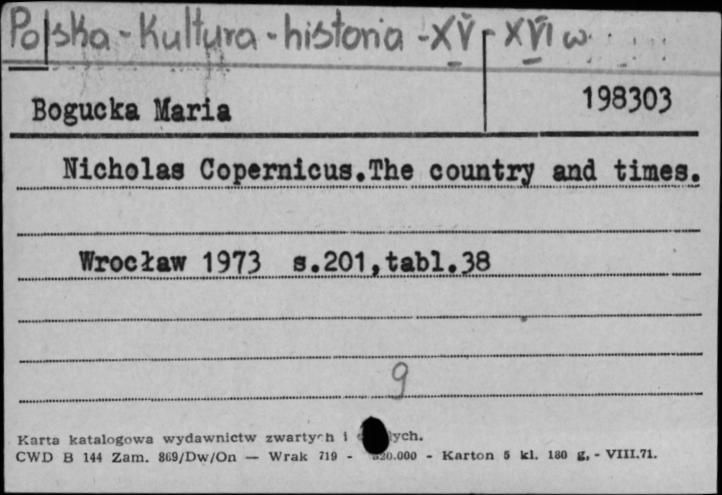 Polska - Kultura - historia - XV - XVI w.
Bogucka Maria 198303
Nicholas Copernicus.The country and times.
Wrocław 1973 s.201,tabl.38
9
Karta katalogowa wydawnictw zwartych i
CWD B 144 Zam. 869/Dw/On — Wrak 719 - 320.000 - Karton 5 kl. 180 g, - VIII.71.